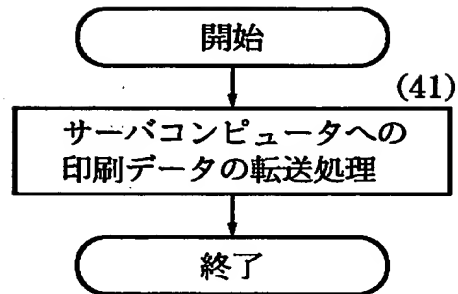 開始
(41)
サーバコンピュータへの
印刷データの転送処理
終了